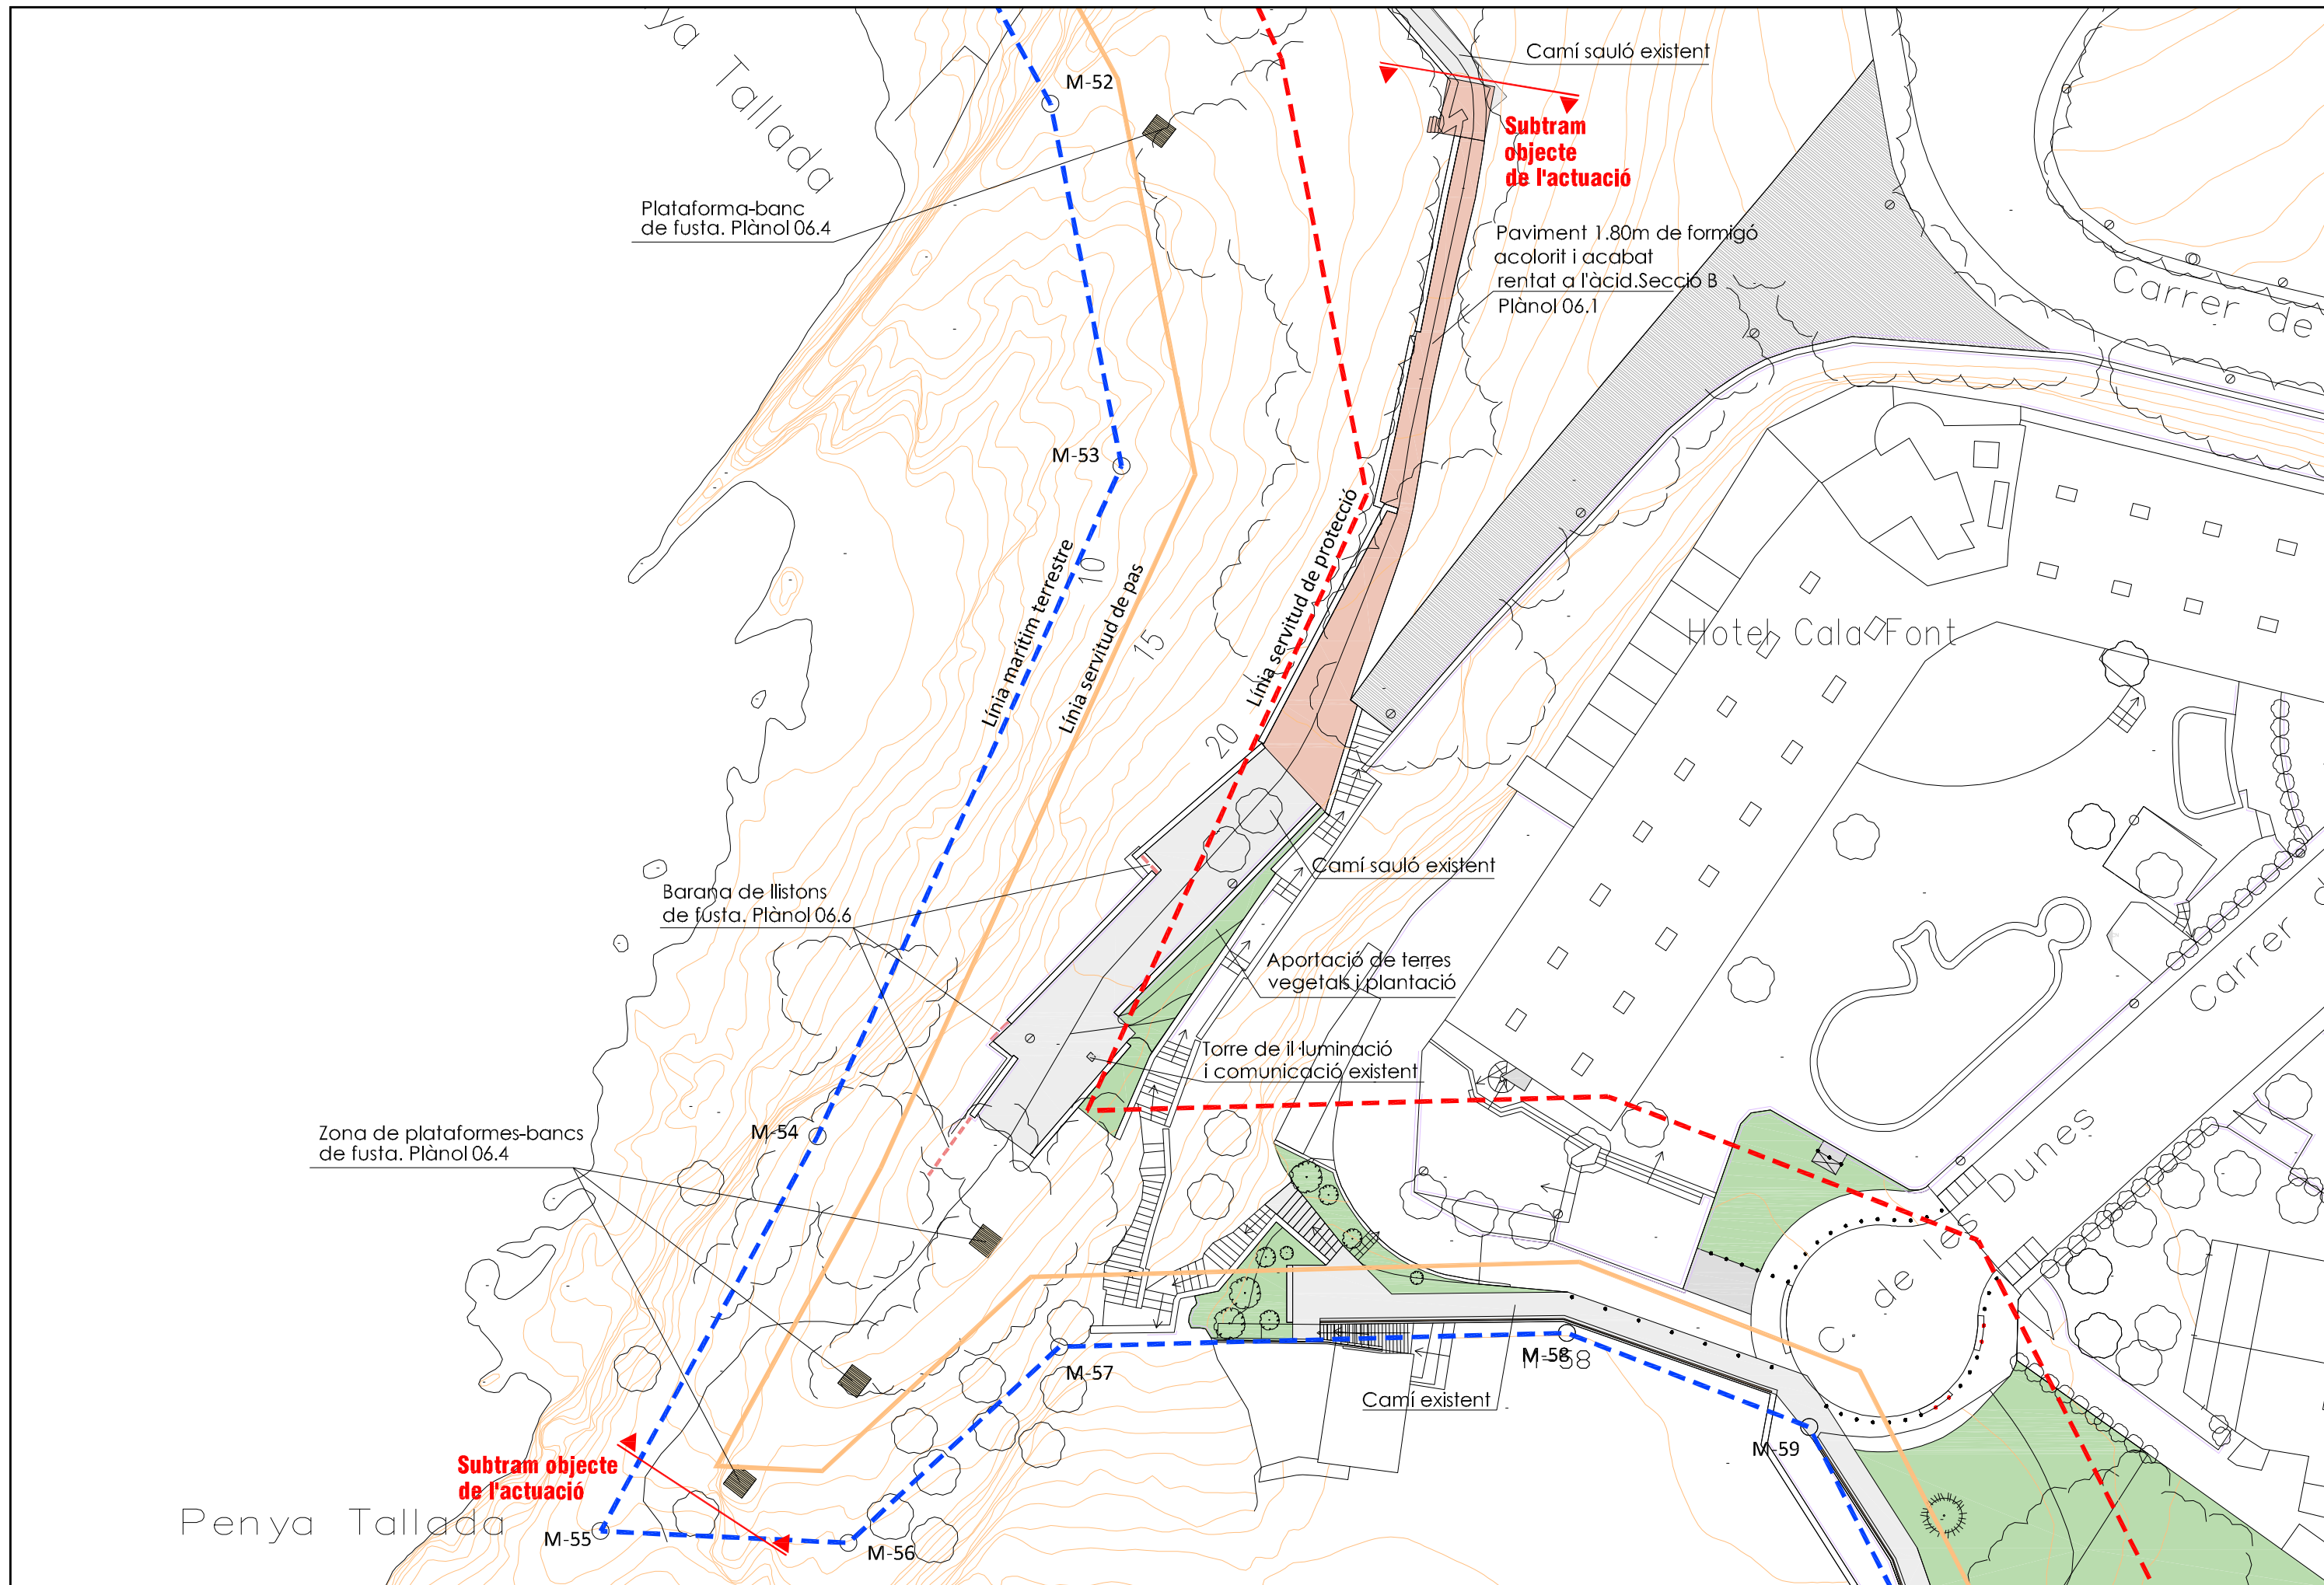 ya Tallada
M-52
Camí sauló existent
Subtram
objecte
de l'actuació
Plataforma-banc
de fusta. Plànol 06.4
Paviment 1.80m de formigó
acolorit i acabat
rentat a l'àcid.Secció B
Plànol 06.1
Carrer de
M-53
Línia marítim terrestre
10
Línia servitud de pas
15
Línia servitud de protecció
20
Hotel Cala Font
Camí sauló existent
Barana de llistons
de fusta. Plànol 06.6
Aportació de terres
vegetals i plantació
Torre de il·luminació
i comunicació existent
Carrer d
M-54
Zona de plataformes-bancs
de fusta. Plànol 06.4
C. de les Dunes
M-57
M-58
M-58
Camí existent
M-59
Subtram objecte
de l'actuació
Penya Tallada
M-55
M-56